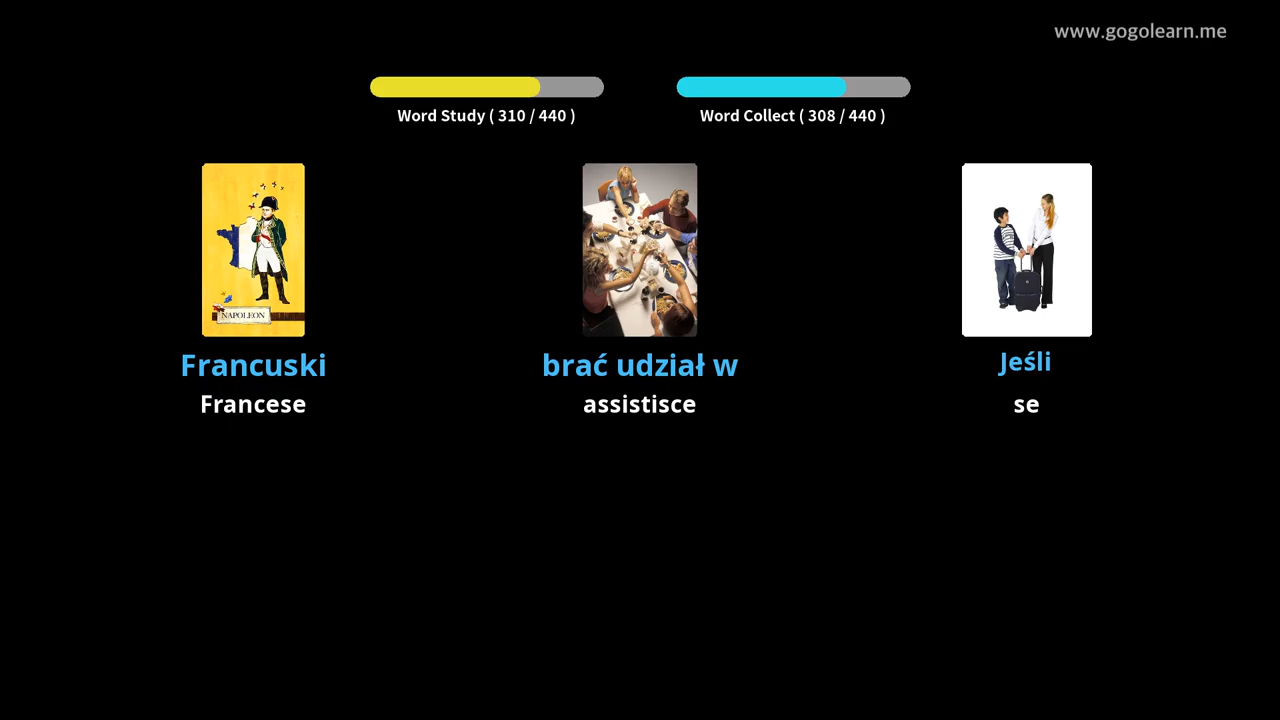 www.gogolearn.me
Word Study ( 310 / 440 )
Word Collect ( 308 / 440 )
NAPOLEON
Francuski
brać udział w
Jeśli
Francese
assistisce
se